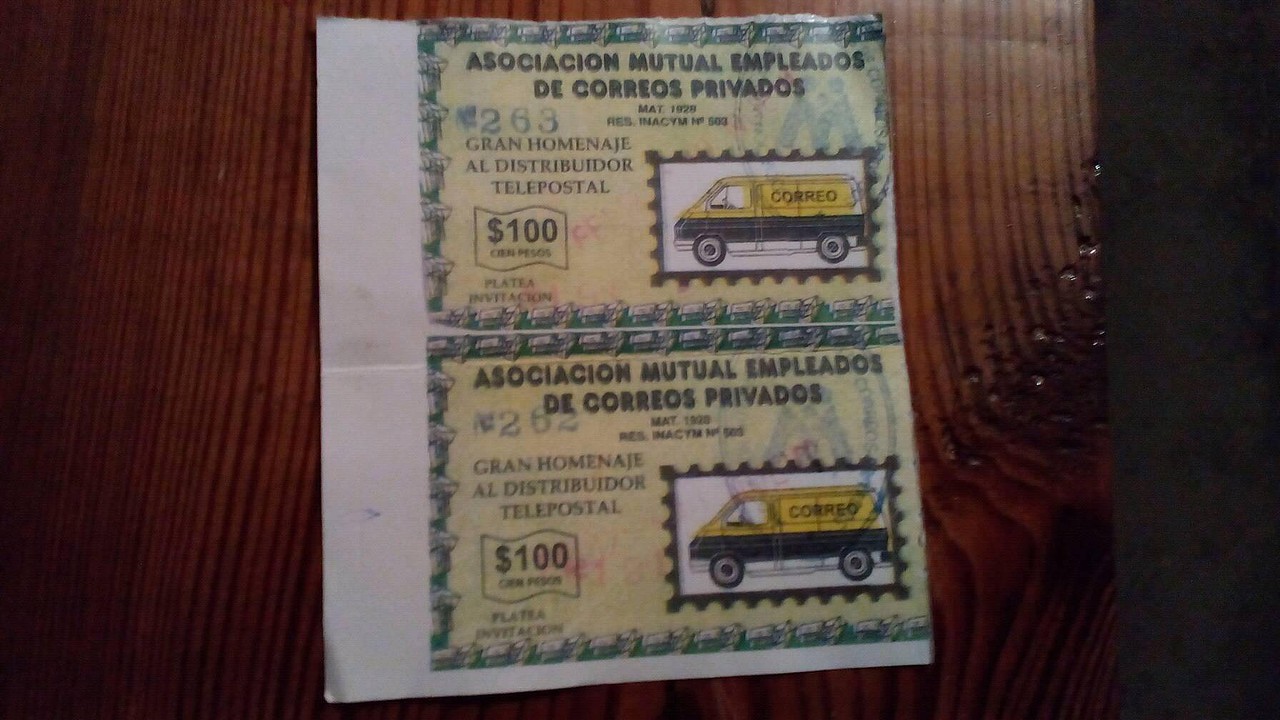 ASOCIACION MUTUAL EMPLEADOS
DE CORREOS PRIVADOS
MAT. 1928
RES. INACYM Nº 503
Nº263
GRAN HOMENAJE
AL DISTRIBUIDOR
TELEPOSTAL
CORREO
$100
CIEN PESOS
PLATEA
INVITACION
ASOCIACION MUTUAL EMPLEADOS
DE CORREOS PRIVADOS
Nº262
MAT. 1928
RES. INACYM Nº 503
GRAN HOMENAJE
AL DISTRIBUIDOR
TELEPOSTAL
CORREO
$100
CIEN PESOS
PLATEA
INVITACION